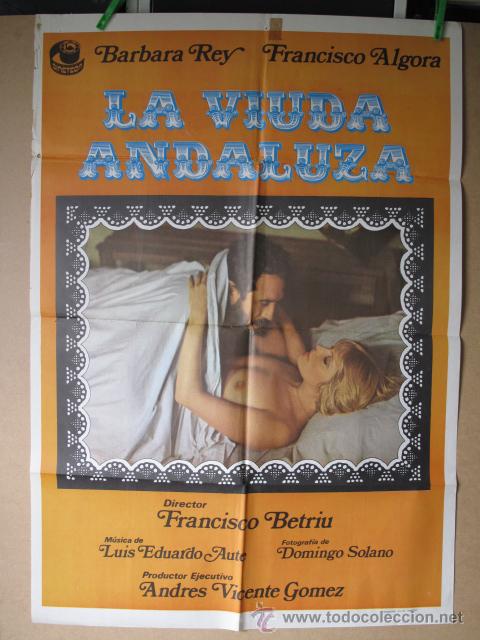 Barbara Rey Francisco Algora
LA VIUDA
ANDALUZA
Director
Francisco Betriu
Música de
Luis Eduardo Aute
Fotografía de
Domingo Solano
Productor Ejecutivo
Andres Vicente Gomez
www.todocoleccion.net